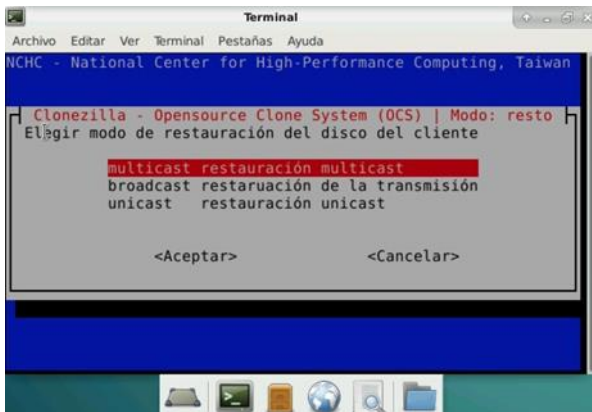 Terminal
Archivo Editar Ver Terminal Pestañas Ayuda
NCHC - National Center for High-Performance Computing, Taiwan
Clonezilla - Opensource Clone System (OCS) | Modo: resto
Elegir modo de restauración del disco del cliente
multicast restauración multicast
broadcast restaruación de la transmisión
unicast restauración unicast
<Aceptar> <Cancelar>